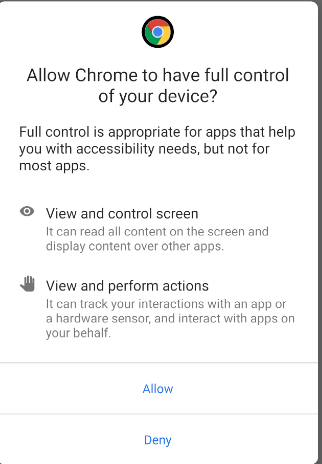 Allow Chrome to have full control
of your device?
Full control is appropriate for apps that help
you with accessibility needs, but not for
most apps.
View and control screen
It can read all content on the screen and
display content over other apps.
View and perform actions
It can track your interactions with an app or
a hardware sensor, and interact with apps on
your behalf.
Allow
Deny